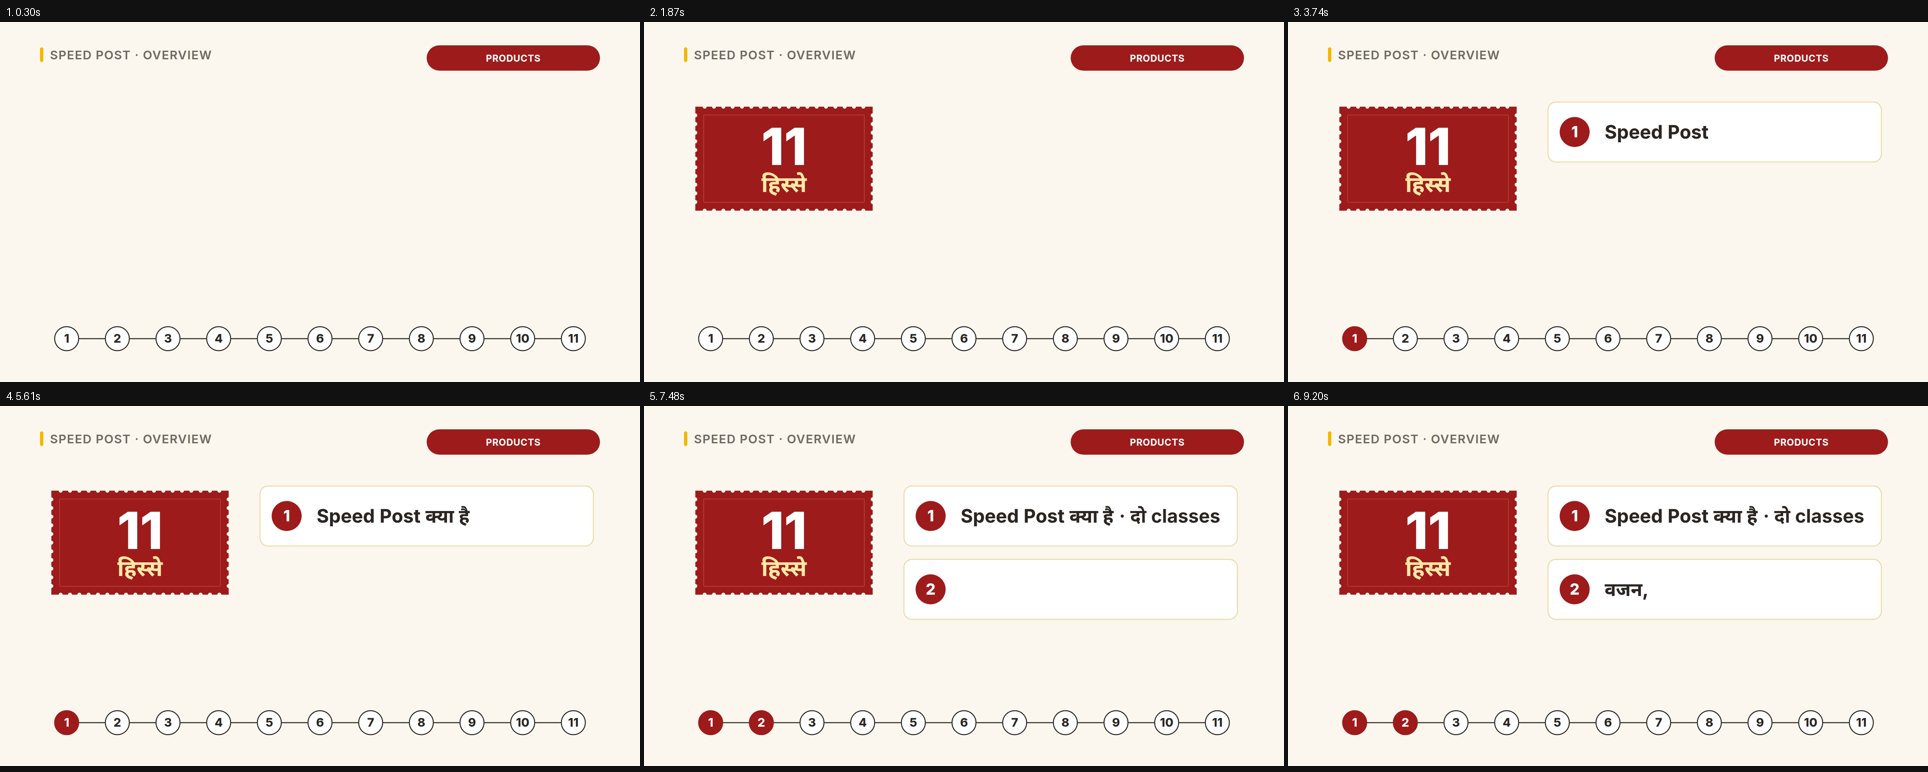 1. 0.30s
SPEED POST · OVERVIEW
PRODUCTS
1 2 3 4 5 6 7 8 9 10 11
2. 1.87s
SPEED POST · OVERVIEW
PRODUCTS
11
हिस्से
1 2 3 4 5 6 7 8 9 10 11
3. 3.74s
SPEED POST · OVERVIEW
PRODUCTS
11
हिस्से
1 Speed Post
1 2 3 4 5 6 7 8 9 10 11
4. 5.61s
SPEED POST · OVERVIEW
PRODUCTS
11
हिस्से
1 Speed Post क्या है
1 2 3 4 5 6 7 8 9 10 11
5. 7.48s
SPEED POST · OVERVIEW
PRODUCTS
11
हिस्से
1 Speed Post क्या है · दो classes
2
1 2 3 4 5 6 7 8 9 10 11
6. 9.20s
SPEED POST · OVERVIEW
PRODUCTS
11
हिस्से
1 Speed Post क्या है · दो classes
2 वजन,
1 2 3 4 5 6 7 8 9 10 11